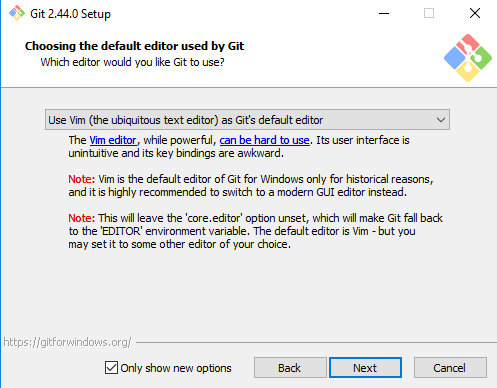 Git 2.44.0 Setup
Choosing the default editor used by Git
Which editor would you like Git to use?
Use Vim (the ubiquitous text editor) as Git's default editor
The Vim editor, while powerful, can be hard to use. Its user interface is
unintuitive and its key bindings are awkward.
Note: Vim is the default editor of Git for Windows only for historical reasons,
and it is highly recommended to switch to a modern GUI editor instead.
Note: This will leave the 'core.editor' option unset, which will make Git fall back
to the 'EDITOR' environment variable. The default editor is Vim - but you
may set it to some other editor of your choice.
https://gitforwindows.org/
Only show new options
Back
Next
Cancel